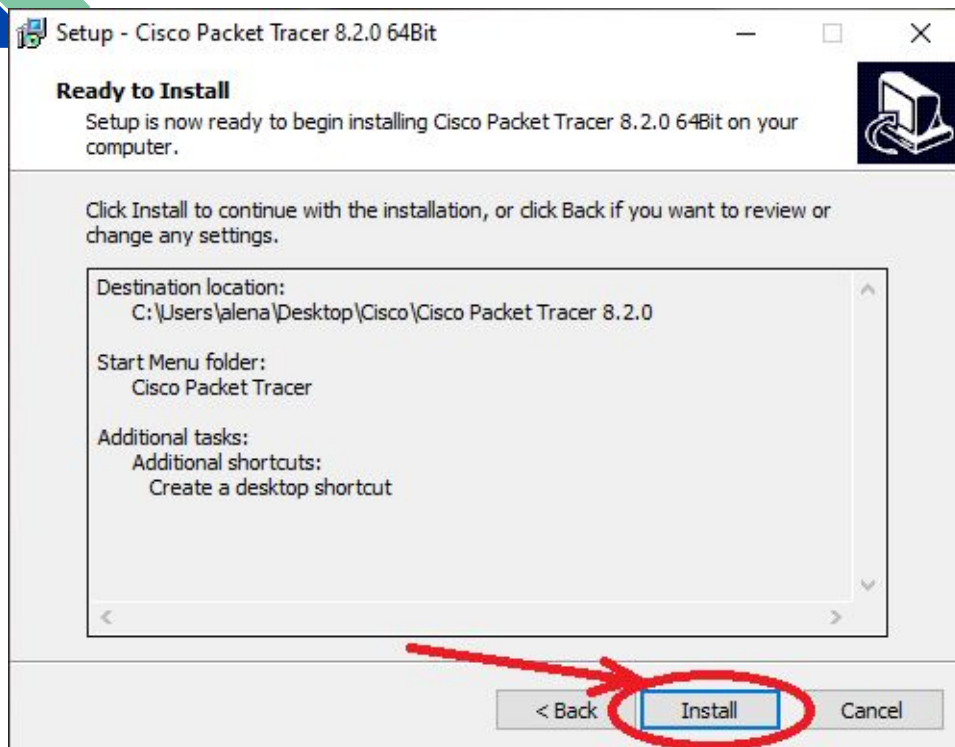 Setup - Cisco Packet Tracer 8.2.0 64Bit
Ready to Install
Setup is now ready to begin installing Cisco Packet Tracer 8.2.0 64Bit on your
computer.
Click Install to continue with the installation, or click Back if you want to review or
change any settings.
Destination location:
C:\Users\alena\Desktop\Cisco\Cisco Packet Tracer 8.2.0
Start Menu folder:
Cisco Packet Tracer
Additional tasks:
Additional shortcuts:
Create a desktop shortcut
< Back Install Cancel